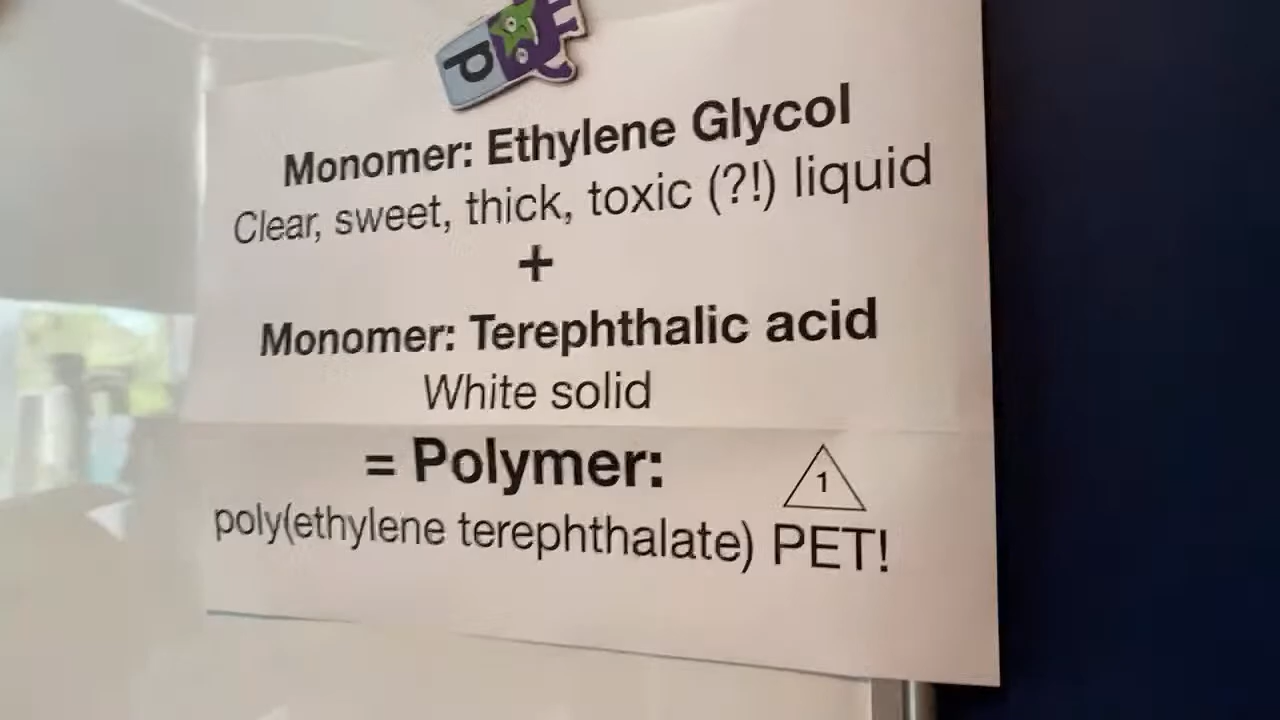 p
Monomer: Ethylene Glycol
Clear, sweet, thick, toxic (?!) liquid
+
Monomer: Terephthalic acid
White solid
= Polymer:
1
poly(ethylene terephthalate) PET!